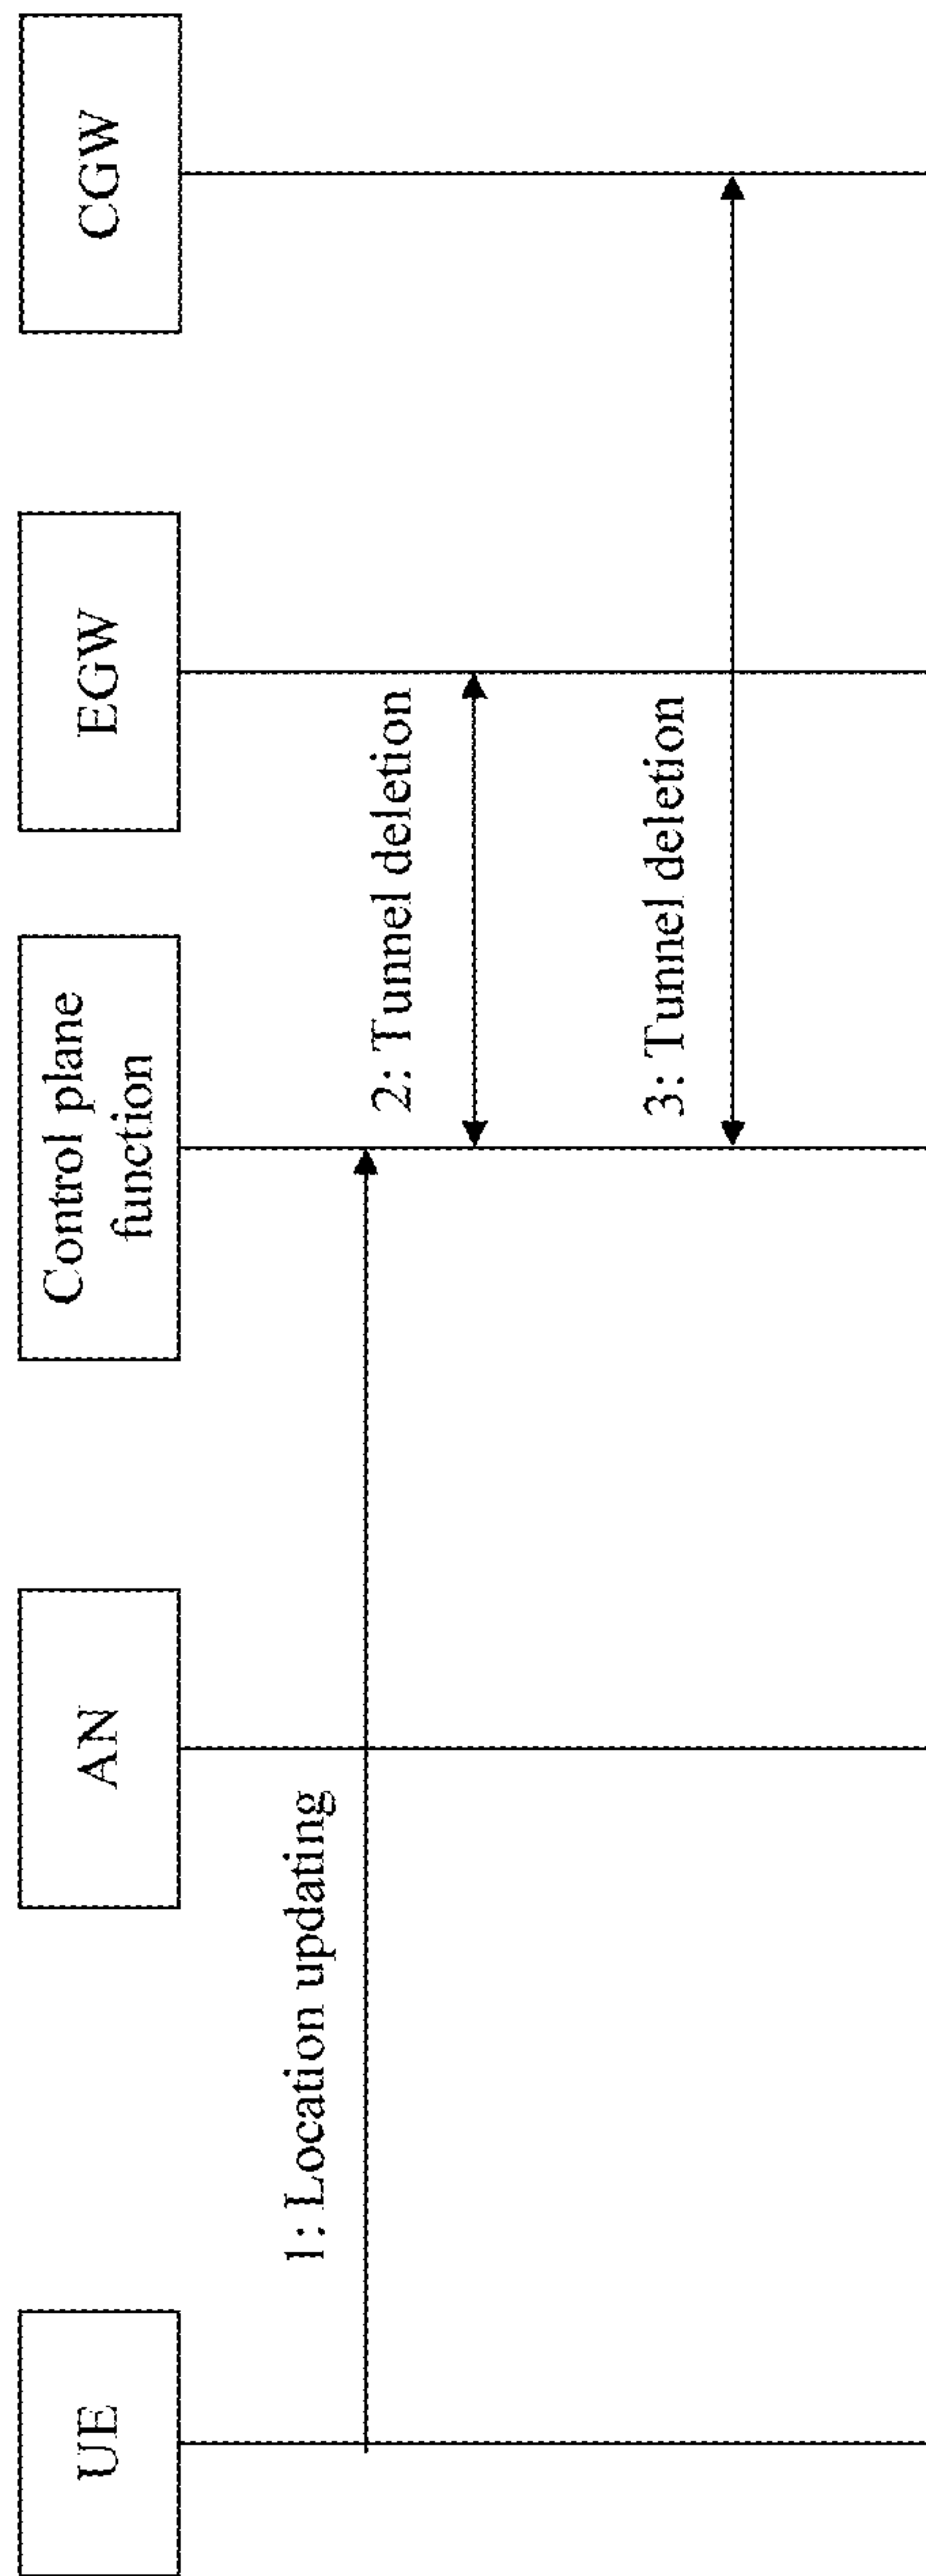 UE
AN
Control plane
function
EGW
CGW
1: Location updating
2: Tunnel deletion
3: Tunnel deletion